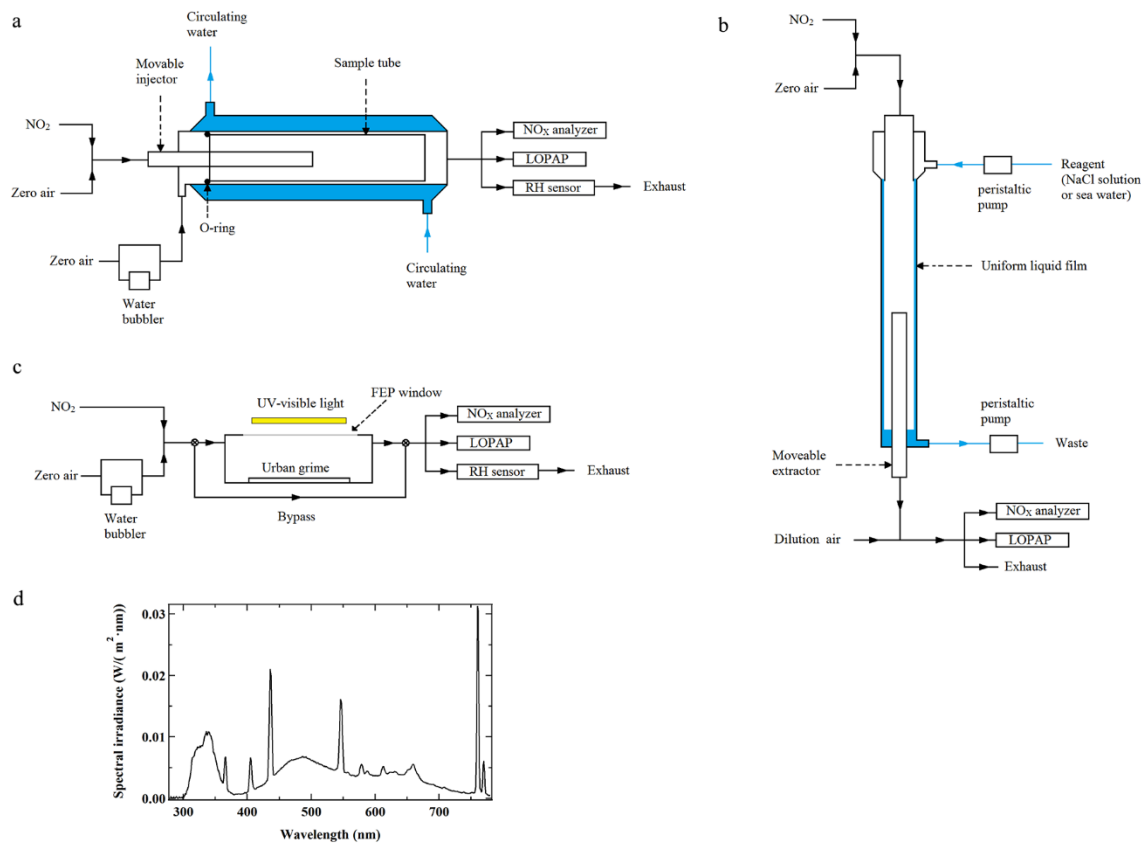 a
Circulating
water
Movable
injector
Sample tube
NO2
Zero air
NOX analyzer
LOPAP
RH sensor
Exhaust
O-ring
Zero air
Water
bubbler
Circulating
water
b
NO2
Zero air
Reagent
(NaCl solution
or sea water)
peristaltic
pump
Uniform liquid film
peristaltic
pump
Waste
Moveable
extractor
Dilution air
NOX analyzer
LOPAP
Exhaust
c
NO2
UV-visible light
FEP window
NOX analyzer
LOPAP
RH sensor
Exhaust
Zero air
Urban grime
Water
bubbler
Bypass
d
Spectral irradiance (W/( m2·nm))
0.03
0.02
0.01
0.00
300 400 500 600 700
Wavelength (nm)